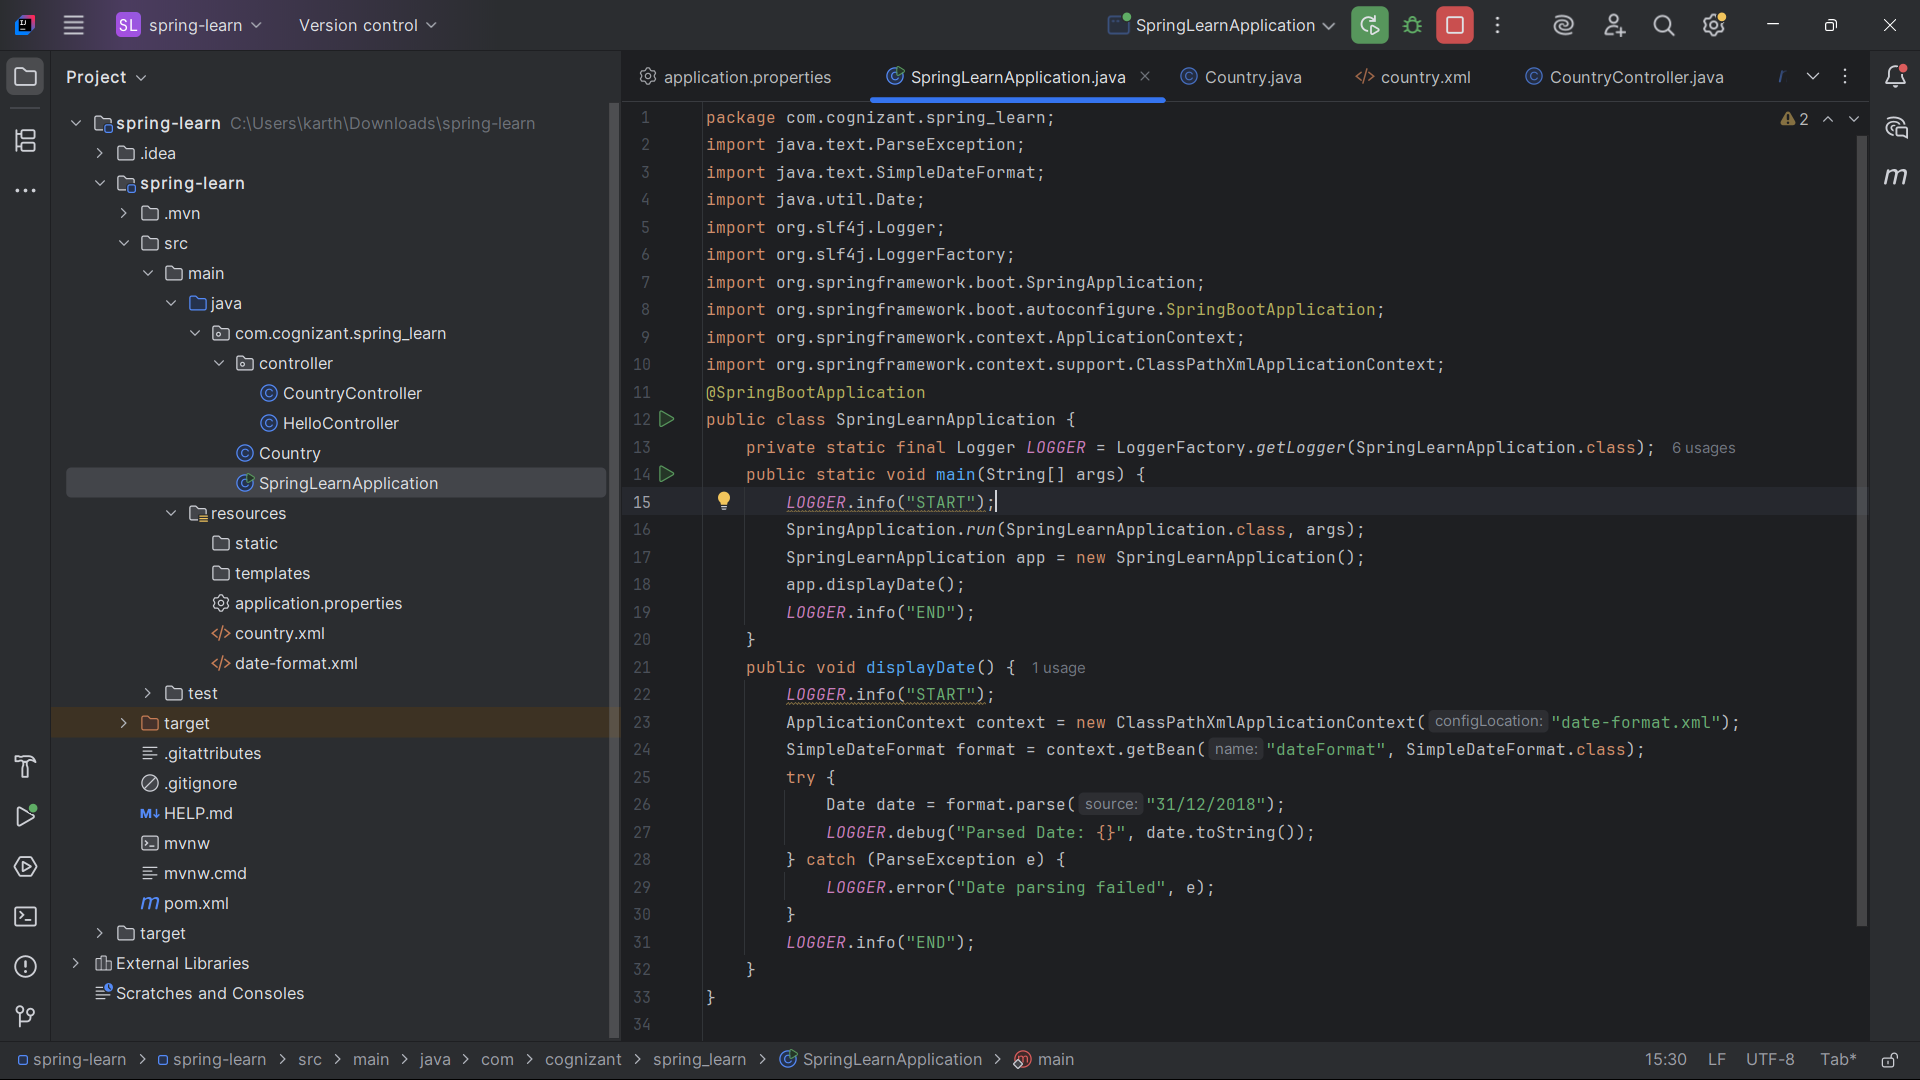 SL spring-learn Version control SpringLearnApplication
Project
spring-learn C:\Users\karth\Downloads\spring-learn
.idea
spring-learn
.mvn
src
main
java
com.cognizant.spring_learn
controller
CountryController
HelloController
Country
SpringLearnApplication
resources
static
templates
application.properties
country.xml
date-format.xml
test
target
.gitattributes
.gitignore
M↓ HELP.md
mvnw
mvnw.cmd
m pom.xml
target
External Libraries
Scratches and Consoles
application.properties SpringLearnApplication.java Country.java country.xml CountryController.java
2
m
1 package com.cognizant.spring_learn;
2 import java.text.ParseException;
3 import java.text.SimpleDateFormat;
4 import java.util.Date;
5 import org.slf4j.Logger;
6 import org.slf4j.LoggerFactory;
7 import org.springframework.boot.SpringApplication;
8 import org.springframework.boot.autoconfigure.SpringBootApplication;
9 import org.springframework.context.ApplicationContext;
10 import org.springframework.context.support.ClassPathXmlApplicationContext;
11 @SpringBootApplication
12 public class SpringLearnApplication {
13 private static final Logger LOGGER = LoggerFactory.getLogger(SpringLearnApplication.class); 6 usages
14 public static void main(String[] args) {
15 LOGGER.info("START");
16 SpringApplication.run(SpringLearnApplication.class, args);
17 SpringLearnApplication app = new SpringLearnApplication();
18 app.displayDate();
19 LOGGER.info("END");
20 }
21 public void displayDate() { 1 usage
22 LOGGER.info("START");
23 ApplicationContext context = new ClassPathXmlApplicationContext( configLocation: "date-format.xml");
24 SimpleDateFormat format = context.getBean( name: "dateFormat", SimpleDateFormat.class);
25 try {
26 Date date = format.parse( source: "31/12/2018");
27 LOGGER.debug("Parsed Date: {}", date.toString());
28 } catch (ParseException e) {
29 LOGGER.error("Date parsing failed", e);
30 }
31 LOGGER.info("END");
32 }
33 }
34
spring-learn > spring-learn > src > main > java > com > cognizant > spring_learn > SpringLearnApplication > main
15:30 LF UTF-8 Tab*